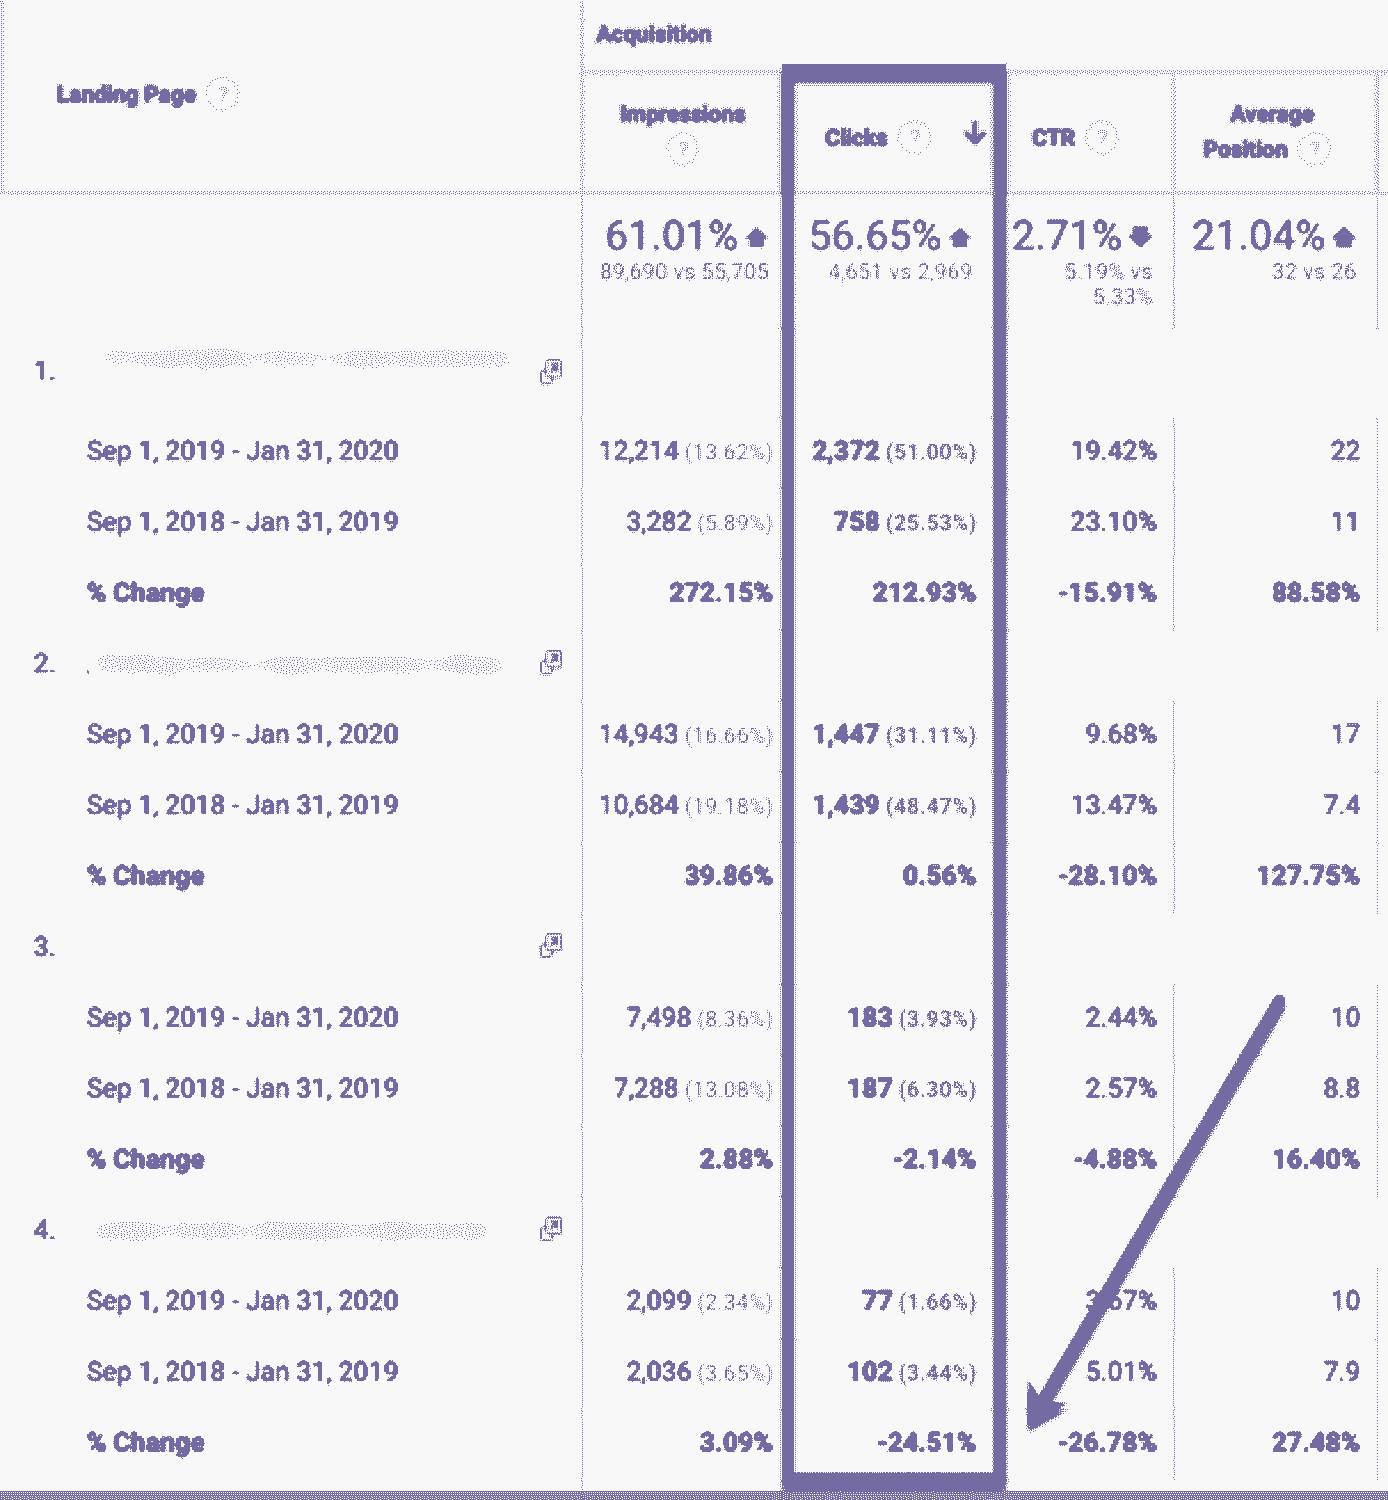 Acquisition
Landing Page ?
Impressions ?
Clicks ?
CTR ?
Average Position ?
61.01% 56.65% 2.71% 21.04%
89,690 vs 55,705 4,651 vs 2,969 5.19% vs 5.33% 32 vs 26
1.
Sep 1, 2019 - Jan 31, 2020 12,214 (13.62%) 2,372 (51.00%) 19.42% 22
Sep 1, 2018 - Jan 31, 2019 3,282 (5.89%) 758 (25.53%) 23.10% 11
% Change 272.15% 212.93% -15.91% 88.58%
2.
Sep 1, 2019 - Jan 31, 2020 14,943 (16.66%) 1,447 (31.11%) 9.68% 17
Sep 1, 2018 - Jan 31, 2019 10,684 (19.18%) 1,439 (48.47%) 13.47% 7.4
% Change 39.86% 0.56% -28.10% 127.75%
3.
Sep 1, 2019 - Jan 31, 2020 7,498 (8.36%) 183 (3.93%) 2.44% 10
Sep 1, 2018 - Jan 31, 2019 7,288 (13.08%) 187 (6.30%) 2.57% 8.8
% Change 2.88% -2.14% -4.88% 16.40%
4.
Sep 1, 2019 - Jan 31, 2020 2,099 (2.34%) 77 (1.66%) 10
Sep 1, 2018 - Jan 31, 2019 2,036 (3.65%) 102 (3.44%) 5.01% 7.9
% Change 3.09% -24.51% -26.78% 27.48%